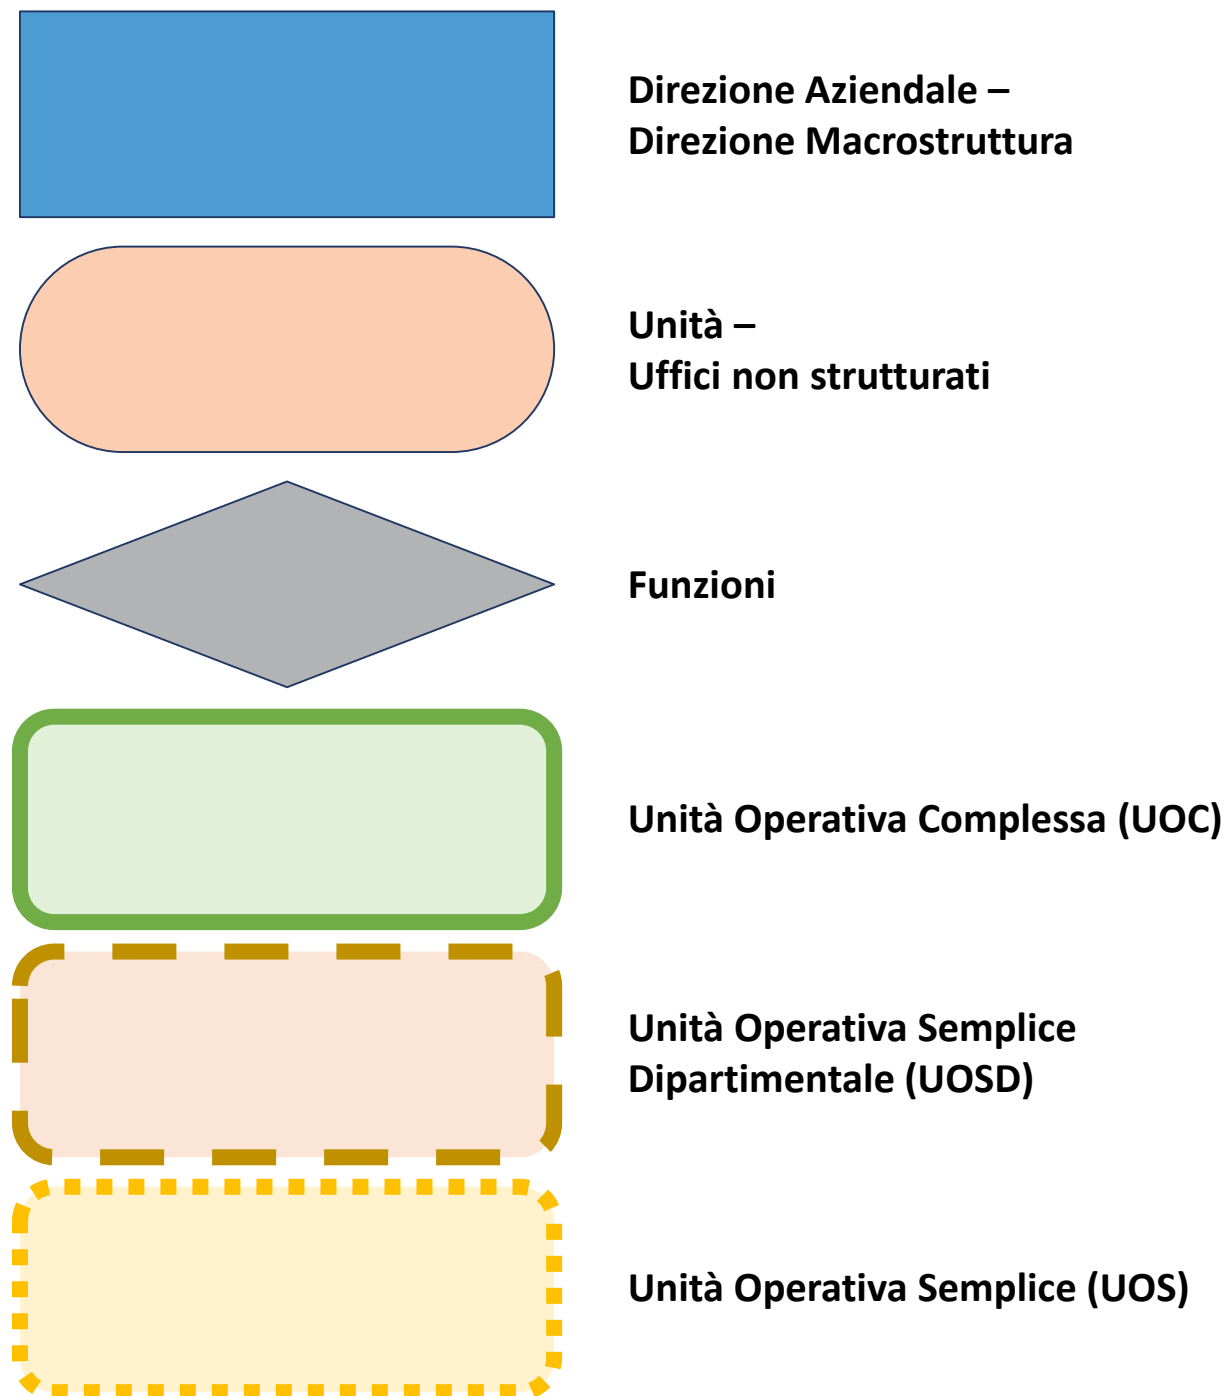 Direzione Aziendale –
Direzione Macrostruttura
Unità –
Uffici non strutturati
Funzioni
Unità Operativa Complessa (UOC)
Unità Operativa Semplice
Dipartimentale (UOSD)
Unità Operativa Semplice (UOS)